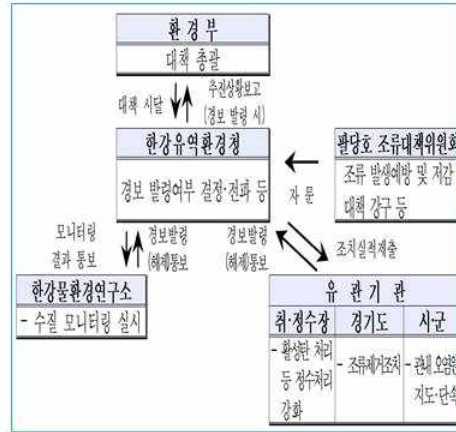 환 경 부
대책 총괄
대책 시달
추진상황보고
(경보 발령 시)
한강유역환경청
경보 발령여부 결정·전파 등
자 문
팔당호 조류대책위원회
조류 발생예방 및 저감
대책 강구 등
모니터링
결과 통보
경보발령
(해제)통보
경보발령
(해제)통보
조치실적제출
한강물환경연구소
- 수질 모니터링 실시
유 관 기 관
취·정수장
경기도
시·군
- 활성탄 처리
등 정수처리
강화
- 조류제거조치
- 관내 오염원
지도·단속